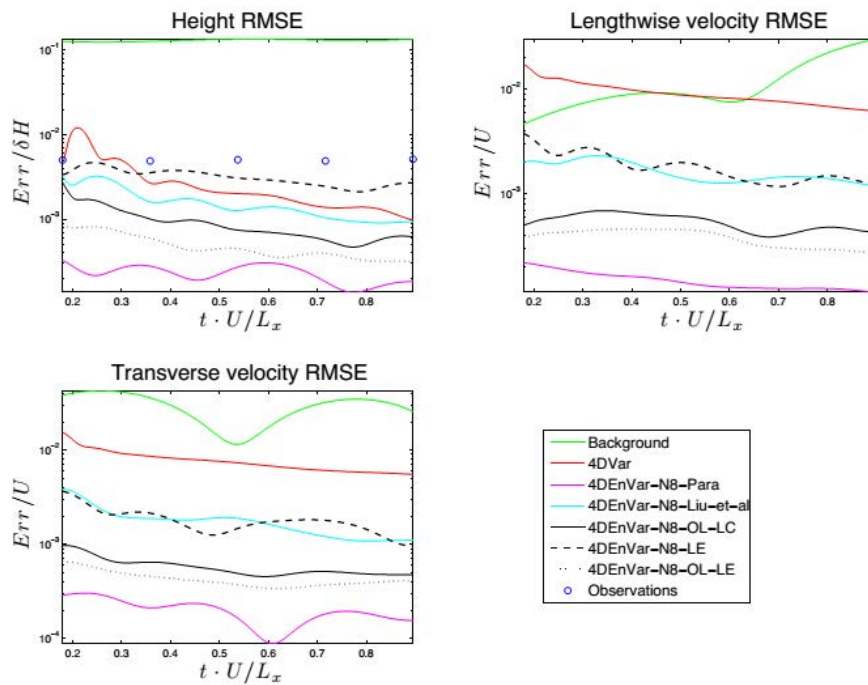 Height RMSE
Err/δH
10⁻¹
10⁻²
10⁻³
0.2 0.3 0.4 0.5 0.6 0.7 0.8
t · U/Lₓ
Lengthwise velocity RMSE
Err/U
10⁻²
10⁻³
0.2 0.3 0.4 0.5 0.6 0.7 0.8
t · U/Lₓ
Transverse velocity RMSE
Err/U
10⁻²
10⁻³
10⁻⁴
0.2 0.3 0.4 0.5 0.6 0.7 0.8
t · U/Lₓ
Background
4DVar
4DEnVar-N8-Para
4DEnVar-N8-Liu-et-al
4DEnVar-N8-OL-LC
4DEnVar-N8-LE
4DEnVar-N8-OL-LE
Observations